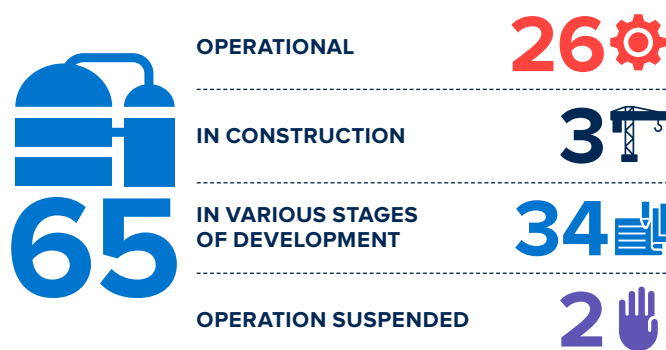 OPERATIONAL
26
IN CONSTRUCTION
3
65
IN VARIOUS STAGES
OF DEVELOPMENT
34
OPERATION SUSPENDED
2